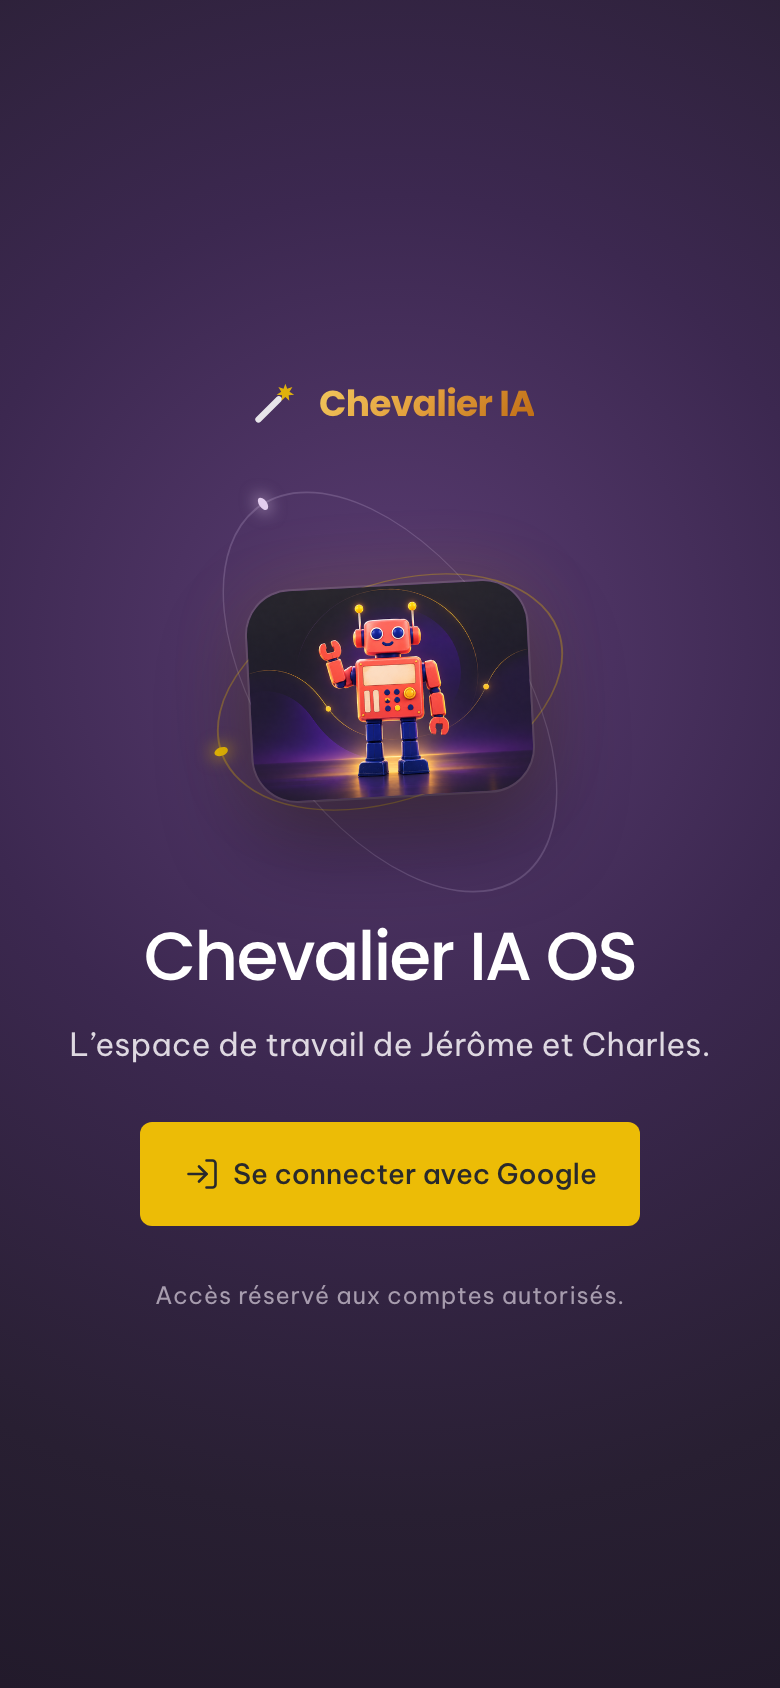 Chevalier IA
Chevalier IA OS
L’espace de travail de Jérôme et Charles.
Se connecter avec Google
Accès réservé aux comptes autorisés.